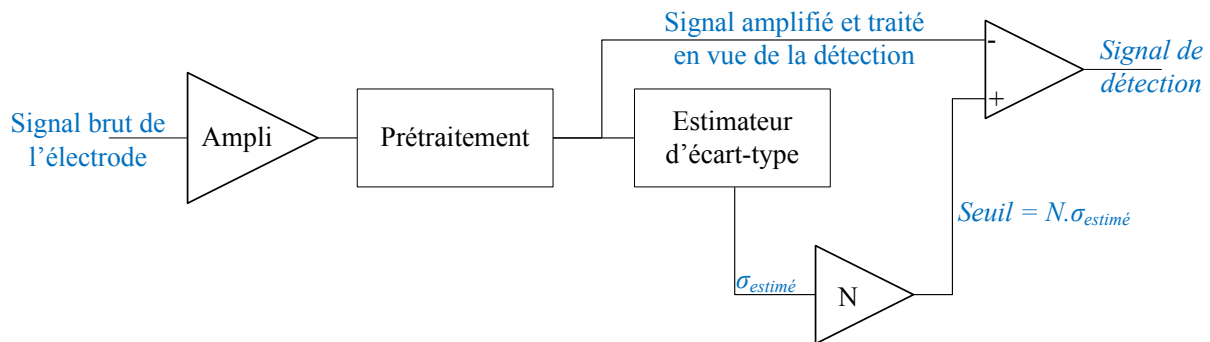 Signal amplifié et traité
en vue de la détection
-
Signal de
détection
+
Signal brut de
l'électrode
Ampli
Prétraitement
Estimateur
d'écart-type
Seuil = N.σestimé
σestimé
N